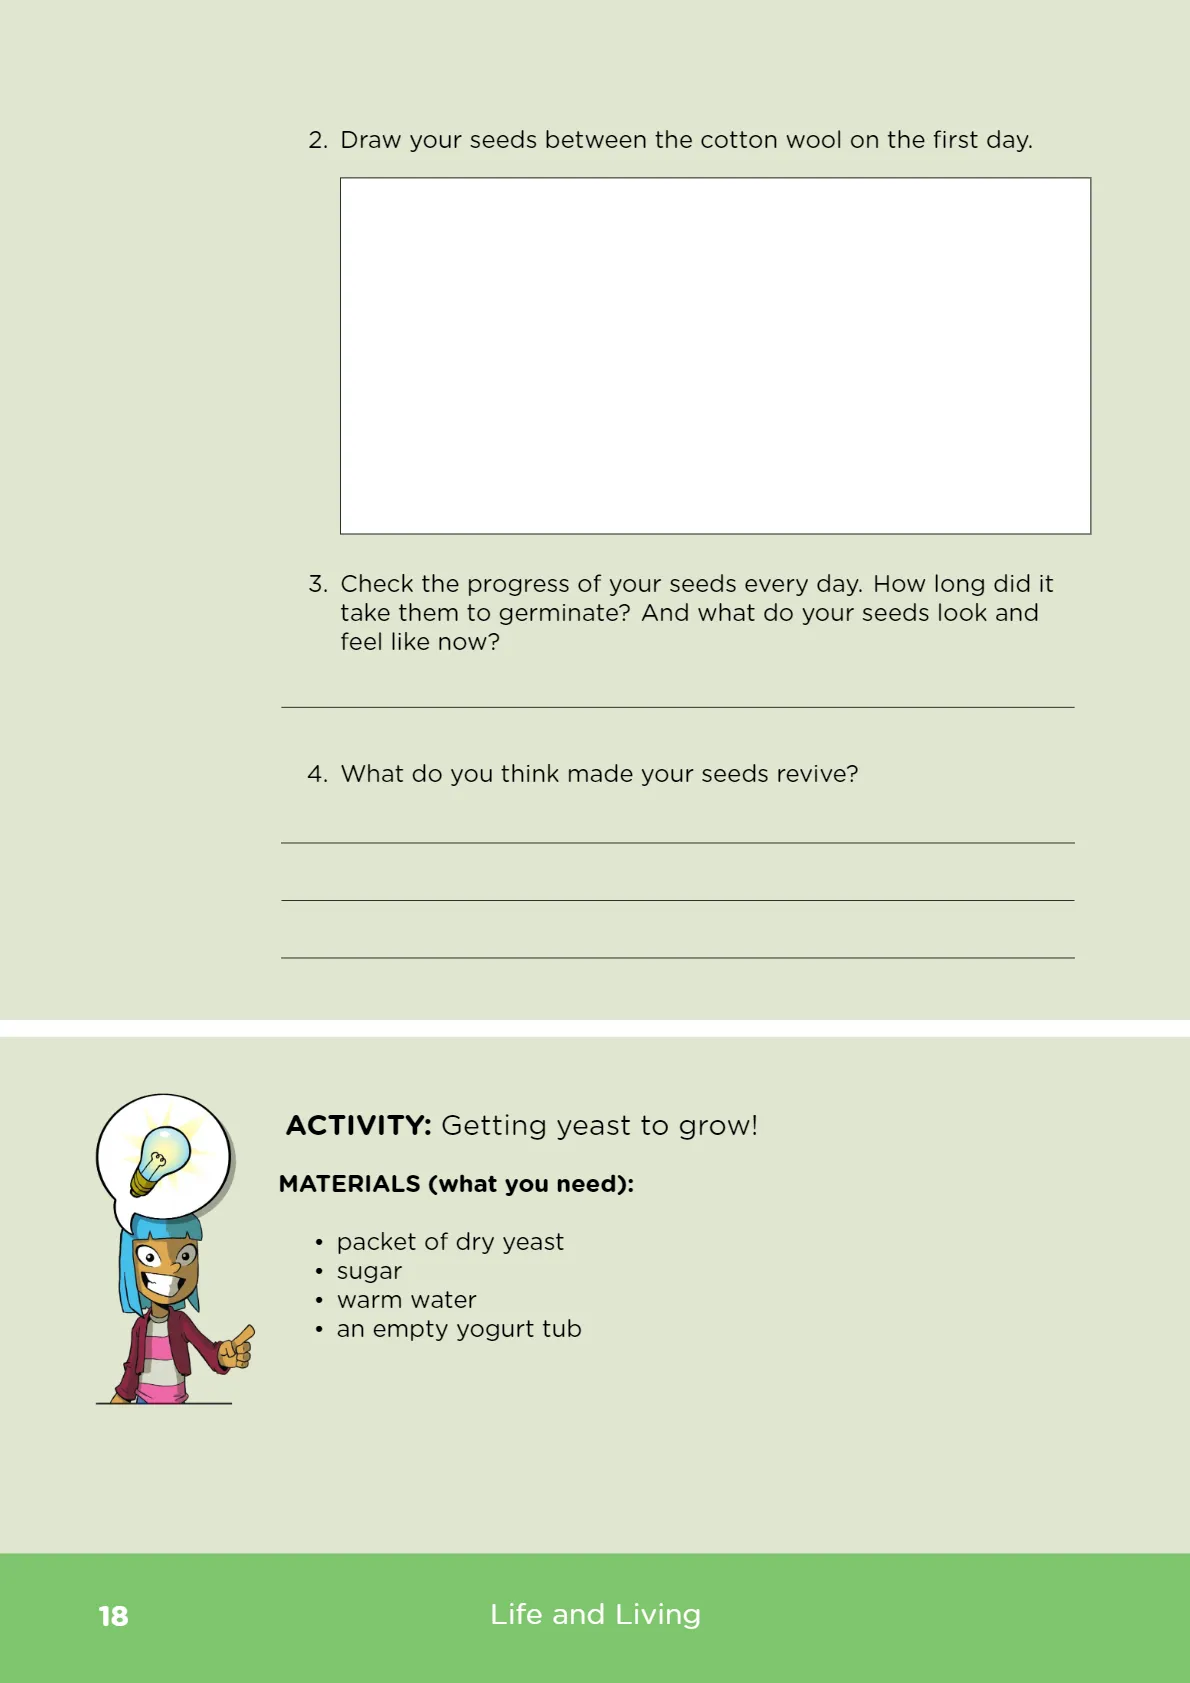 2. Draw your seeds between the cotton wool on the first day.
3. Check the progress of your seeds every day. How long did it
take them to germinate? And what do your seeds look and
feel like now?
4. What do you think made your seeds revive?
ACTIVITY: Getting yeast to grow!
MATERIALS (what you need):
• packet of dry yeast
• sugar
• warm water
• an empty yogurt tub
18 Life and Living